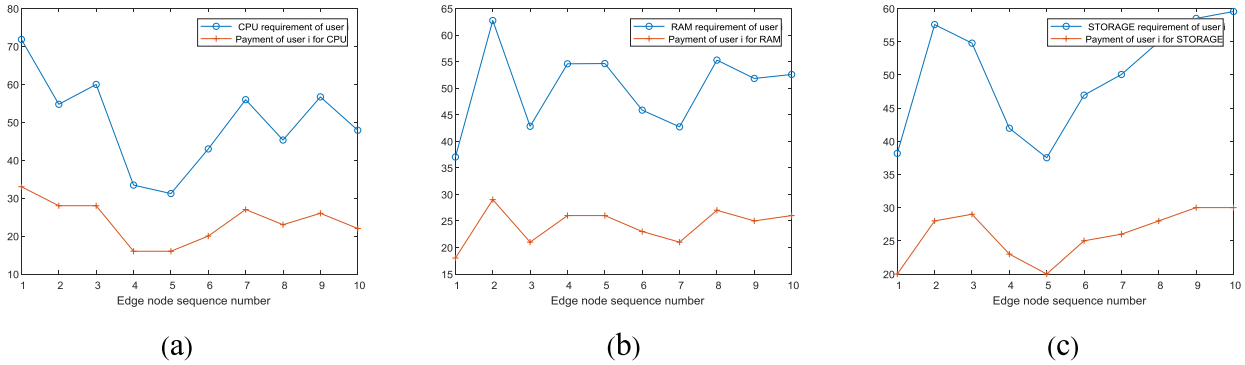 80
70
60
50
40
30
20
10
CPU requirement of user i
Payment of user i for CPU
1 2 3 4 5 6 7 8 9 10
Edge node sequence number
(a)
65
60
55
50
45
40
35
30
25
20
15
RAM requirement of user i
Payment of user i for RAM
1 2 3 4 5 6 7 8 9 10
Edge node sequence number
(b)
60
55
50
45
40
35
30
25
20
STORAGE requirement of user i
Payment of user i for STORAGE
1 2 3 4 5 6 7 8 9 10
Edge node sequence number
(c)